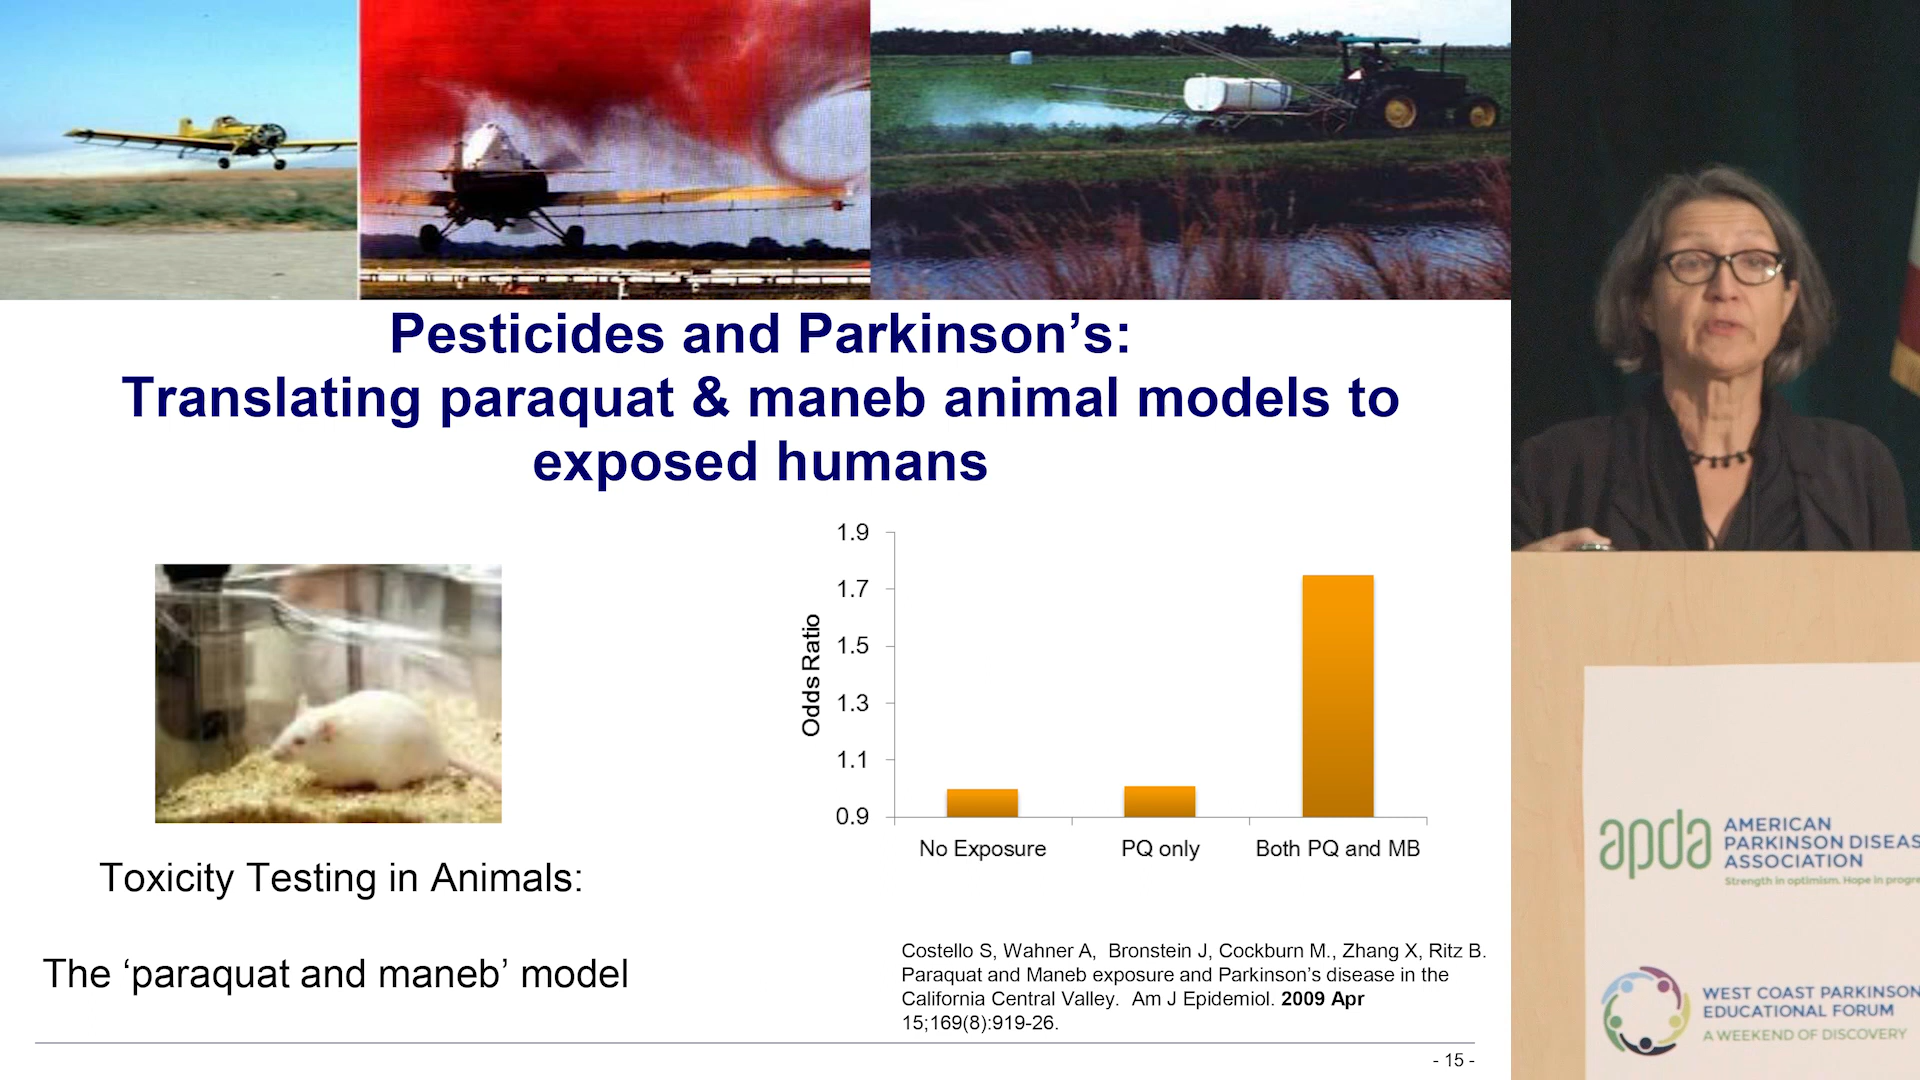 Pesticides and Parkinson’s:
Translating paraquat & maneb animal models to
exposed humans
Toxicity Testing in Animals:
The ‘paraquat and maneb’ model
Odds Ratio
1.9
1.7
1.5
1.3
1.1
0.9
No Exposure
PQ only
Both PQ and MB
Costello S, Wahner A, Bronstein J, Cockburn M., Zhang X, Ritz B.
Paraquat and Maneb exposure and Parkinson’s disease in the
California Central Valley. Am J Epidemiol. 2009 Apr
15;169(8):919-26.
- 15 -
apda
AMERICAN
PARKINSON DISEAS
ASSOCIATION
Strength in optimism. Hope in progre
WEST COAST PARKINSON
EDUCATIONAL FORUM
A WEEKEND OF DISCOVERY